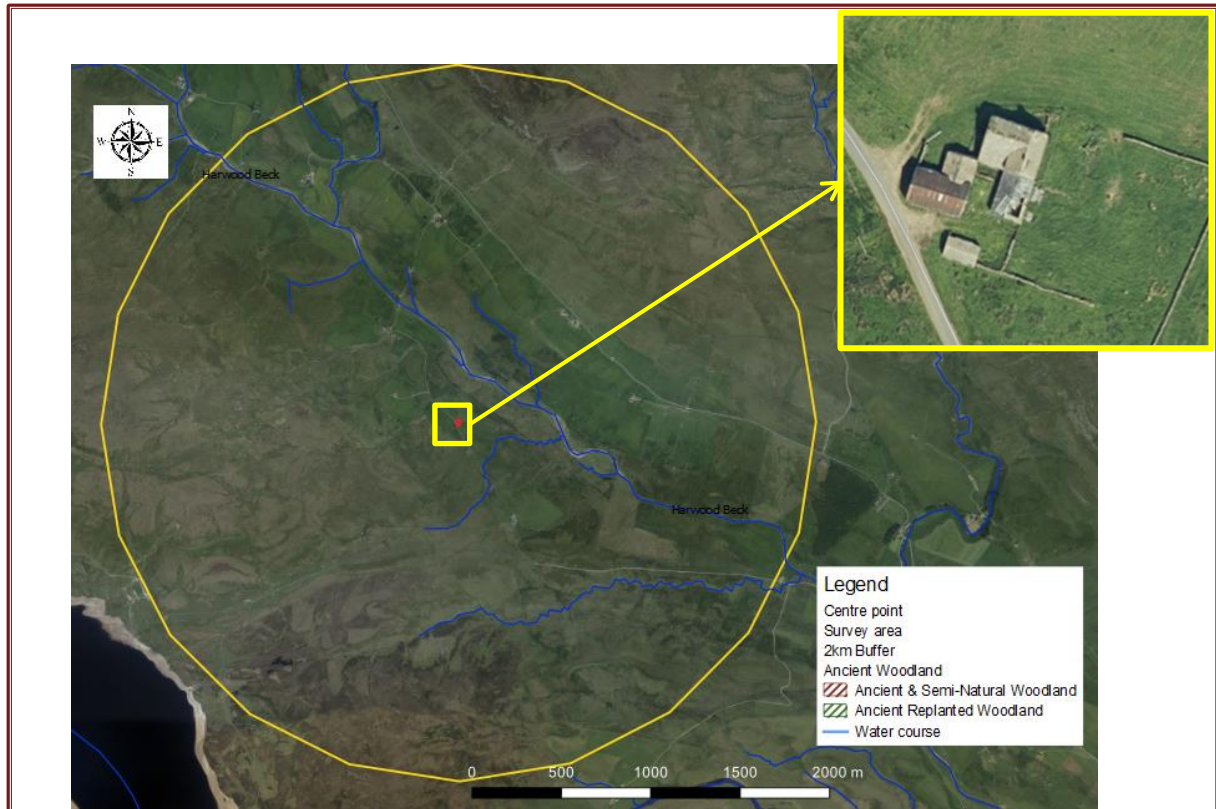 N
W E
S
Harwood Beck
Harwood Beck
Legend
Centre point
Survey area
2km Buffer
Ancient Woodland
Ancient & Semi-Natural Woodland
Ancient Replanted Woodland
Water course
0 500 1000 1500 2000 m